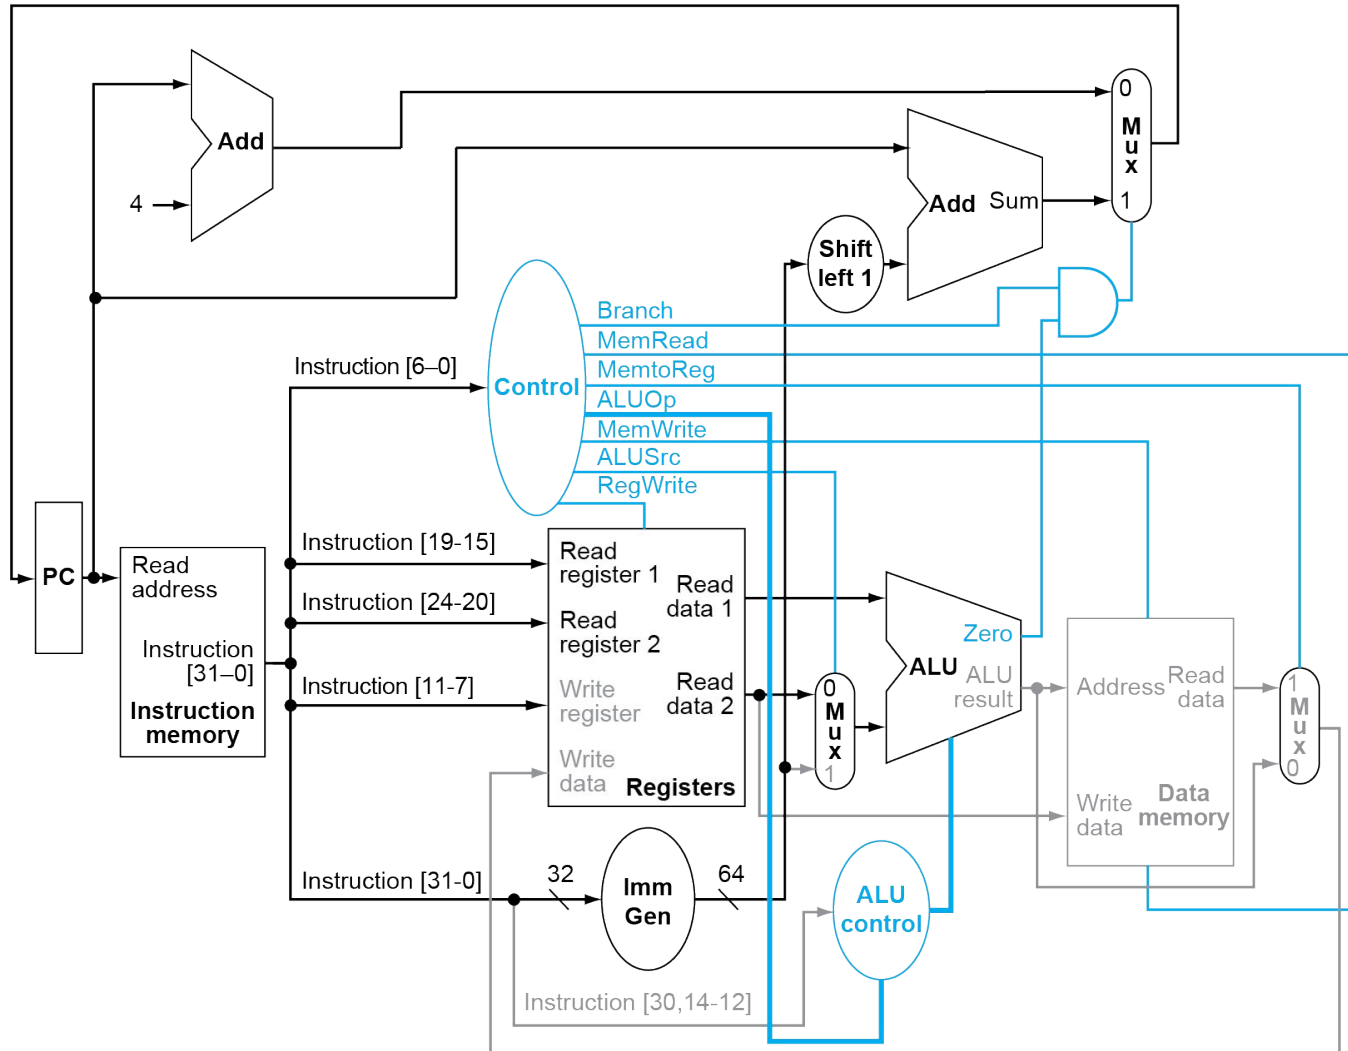 0
Mux
1
Add
4
Add Sum
Shift
left 1
Branch
MemRead
MemtoReg
ALUOp
MemWrite
ALUSrc
RegWrite
Control
Instruction [6–0]
PC
Read
address
Instruction
[31–0]
Instruction
memory
Instruction [19-15]
Instruction [24-20]
Instruction [11-7]
Instruction [31-0]
Read
register 1
Read
register 2
Write
register
Write
data
Read
data 1
Read
data 2
Registers
0
Mux
1
Zero
ALU
ALU
result
Address
Read
data
Write
data
Data
memory
1
Mux
0
32
Imm
Gen
64
ALU
control
Instruction [30,14-12]